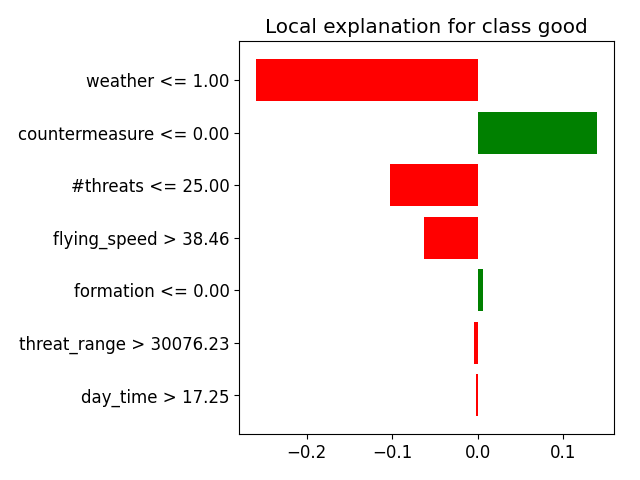 Local explanation for class good
weather <= 1.00
countermeasure <= 0.00
#threats <= 25.00
flying_speed > 38.46
formation <= 0.00
threat_range > 30076.23
day_time > 17.25
−0.2 −0.1 0.0 0.1